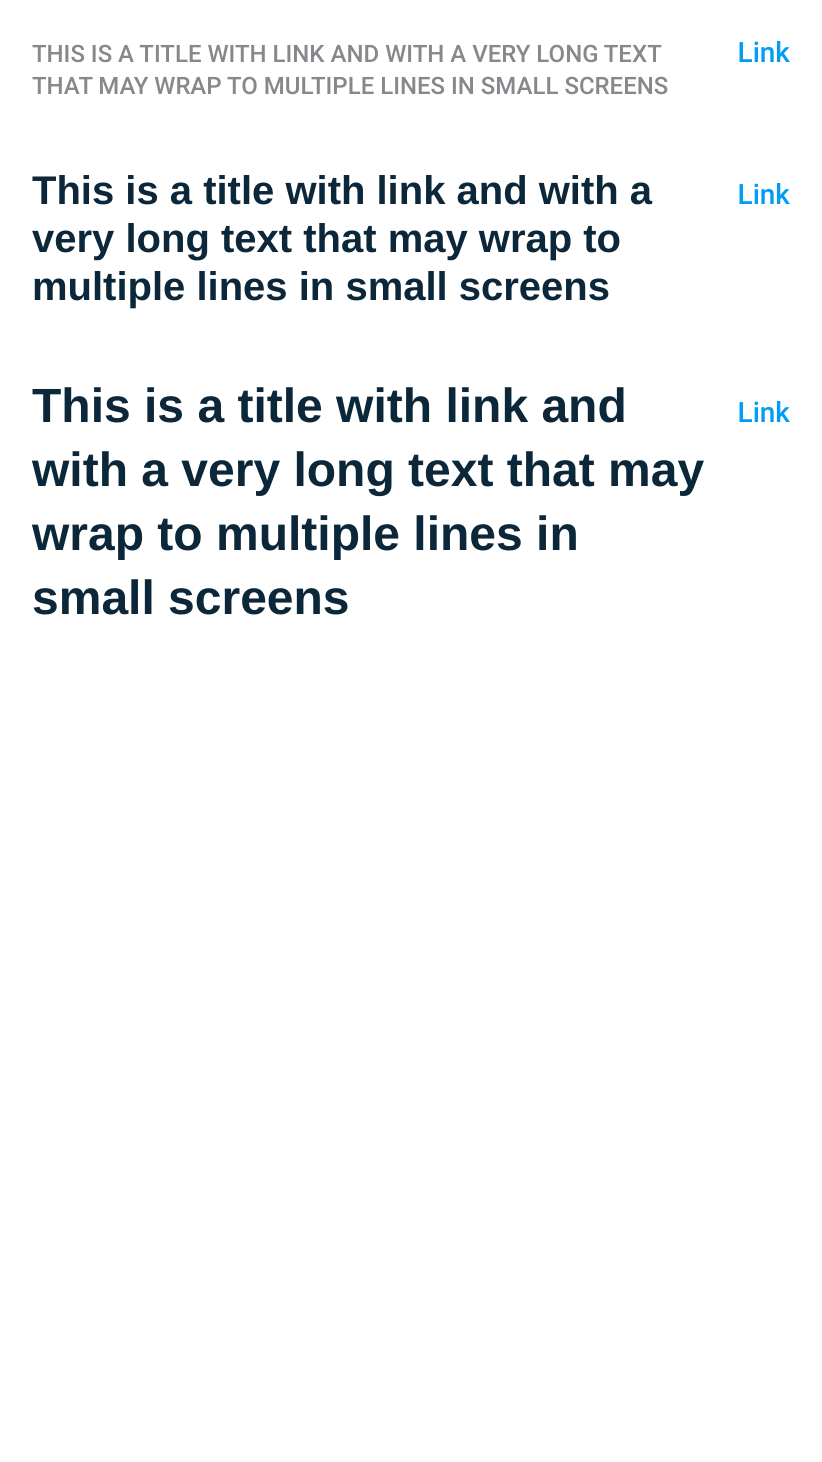 THIS IS A TITLE WITH LINK AND WITH A VERY LONG TEXT
THAT MAY WRAP TO MULTIPLE LINES IN SMALL SCREENS
Link
This is a title with link and with a
very long text that may wrap to
multiple lines in small screens
Link
This is a title with link and
with a very long text that may
wrap to multiple lines in
small screens
Link